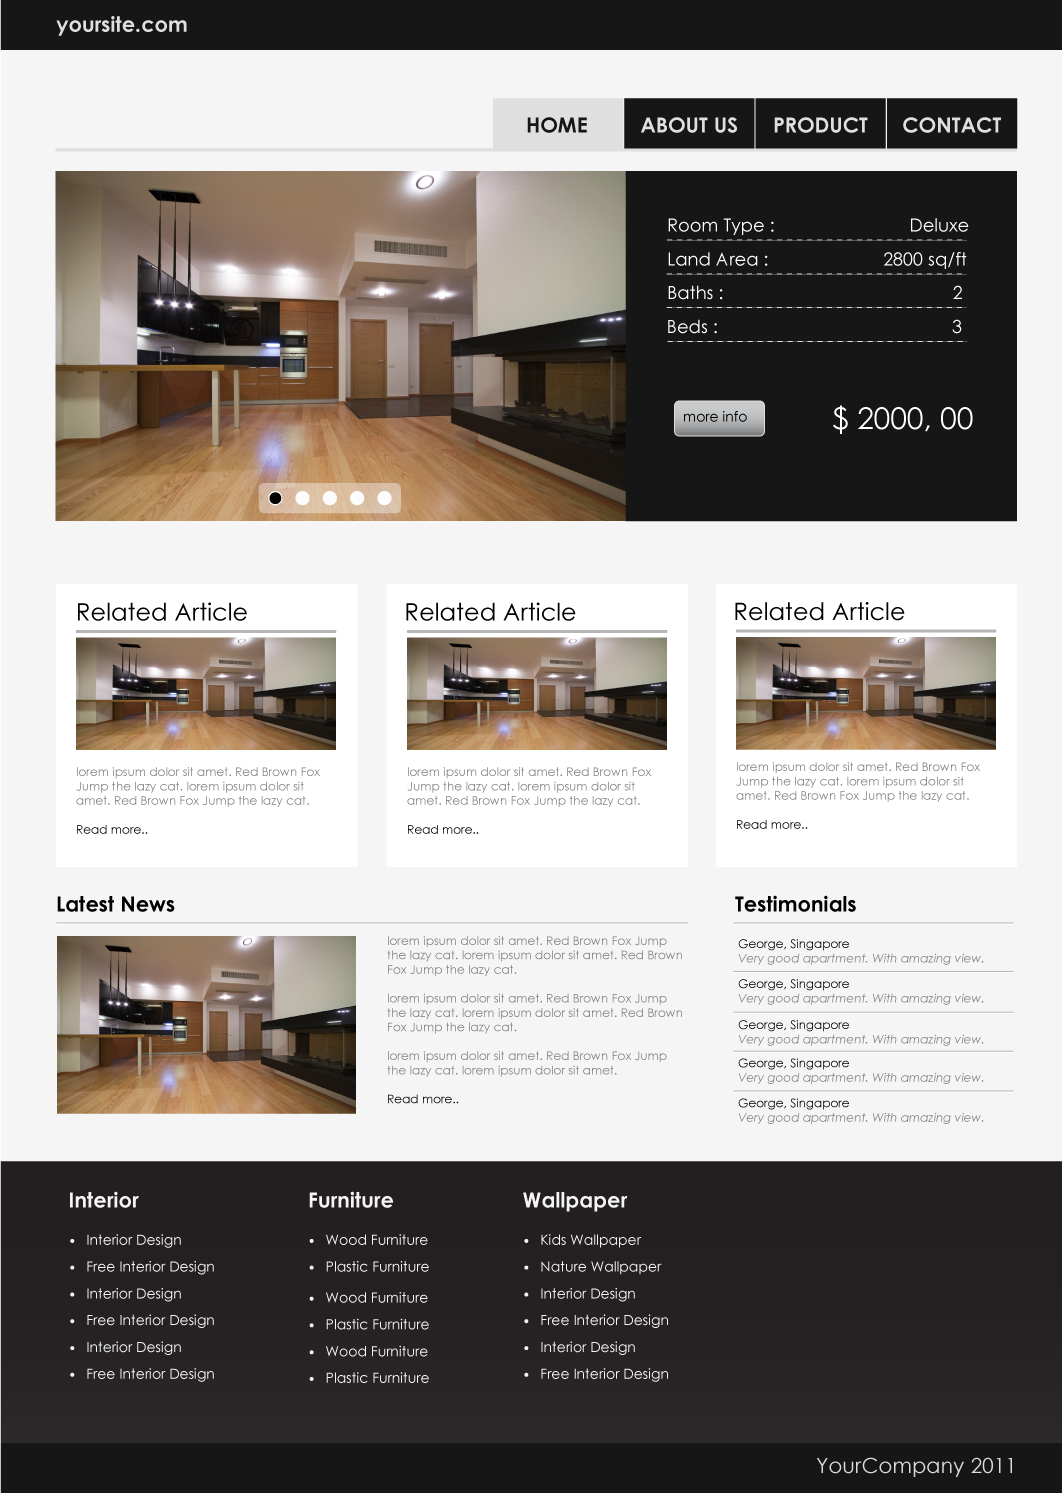 yoursite.com
HOME
ABOUT US
PRODUCT
CONTACT
Room Type : Deluxe
Land Area : 2800 sq/ft
Baths : 2
Beds : 3
more info
$ 2000, 00
Related Article
lorem ipsum dolor sit amet. Red Brown Fox
Jump the lazy cat. lorem ipsum dolor sit
amet. Red Brown Fox Jump the lazy cat.
Read more..
Related Article
lorem ipsum dolor sit amet. Red Brown Fox
Jump the lazy cat. lorem ipsum dolor sit
amet. Red Brown Fox Jump the lazy cat.
Read more..
Related Article
lorem ipsum dolor sit amet. Red Brown Fox
Jump the lazy cat. lorem ipsum dolor sit
amet. Red Brown Fox Jump the lazy cat.
Read more..
Latest News
lorem ipsum dolor sit amet. Red Brown Fox Jump
the lazy cat. lorem ipsum dolor sit amet. Red Brown
Fox Jump the lazy cat.
lorem ipsum dolor sit amet. Red Brown Fox Jump
the lazy cat. lorem ipsum dolor sit amet. Red Brown
Fox Jump the lazy cat.
lorem ipsum dolor sit amet. Red Brown Fox Jump
the lazy cat. lorem ipsum dolor sit amet.
Read more..
Testimonials
George, Singapore
Very good apartment. With amazing view.
George, Singapore
Very good apartment. With amazing view.
George, Singapore
Very good apartment. With amazing view.
George, Singapore
Very good apartment. With amazing view.
George, Singapore
Very good apartment. With amazing view.
Interior
• Interior Design
• Free Interior Design
• Interior Design
• Free Interior Design
• Interior Design
• Free Interior Design
Furniture
• Wood Furniture
• Plastic Furniture
• Wood Furniture
• Plastic Furniture
• Wood Furniture
• Plastic Furniture
Wallpaper
• Kids Wallpaper
• Nature Wallpaper
• Interior Design
• Free Interior Design
• Interior Design
• Free Interior Design
YourCompany 2011